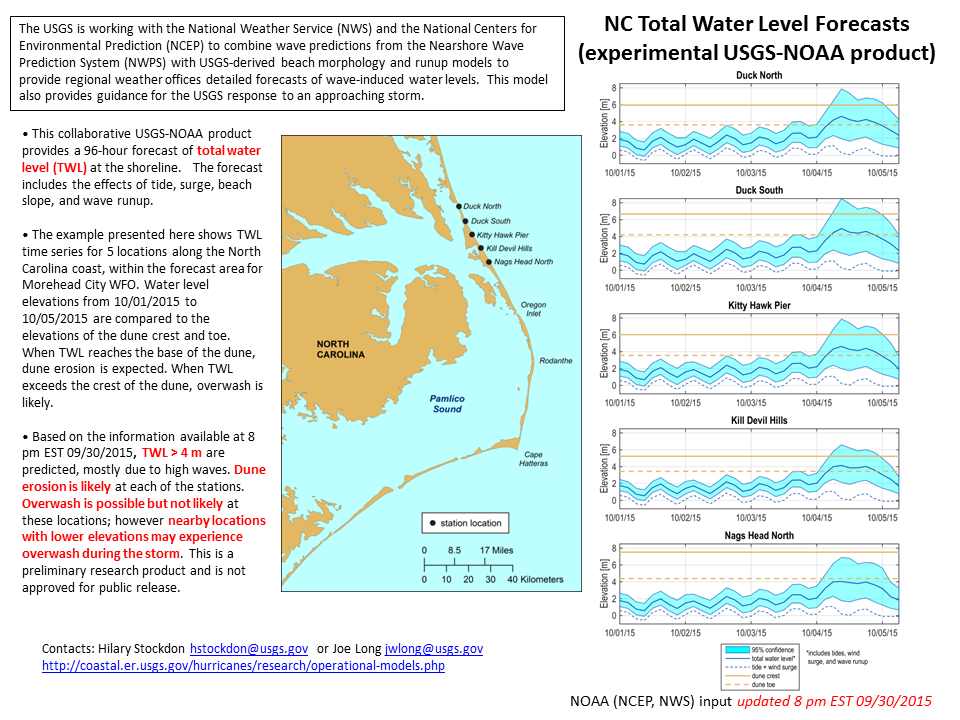 The USGS is working with the National Weather Service (NWS) and the National Centers for
Environmental Prediction (NCEP) to combine wave predictions from the Nearshore Wave
Prediction System (NWPS) with USGS-derived beach morphology and runup models to
provide regional weather offices detailed forecasts of wave-induced water levels. This model
also provides guidance for the USGS response to an approaching storm.
• This collaborative USGS-NOAA product
provides a 96-hour forecast of total water
level (TWL) at the shoreline. The forecast
includes the effects of tide, surge, beach
slope, and wave runup.
• The example presented here shows TWL
time series for 5 locations along the North
Carolina coast, within the forecast area for
Morehead City WFO. Water level
elevations from 10/01/2015 to
10/05/2015 are compared to the
elevations of the dune crest and toe.
When TWL reaches the base of the dune,
dune erosion is expected. When TWL
exceeds the crest of the dune, overwash is
likely.
• Based on the information available at 8
pm EST 09/30/2015, TWL > 4 m are
predicted, mostly due to high waves. Dune
erosion is likely at each of the stations.
Overwash is possible but not likely at
these locations; however nearby locations
with lower elevations may experience
overwash during the storm. This is a
preliminary research product and is not
approved for public release.
Duck North
Duck South
Kitty Hawk Pier
Kill Devil Hills
Nags Head North
Oregon
Inlet
NORTH
CAROLINA
Rodanthe
Pamlico
Sound
Cape
Hatteras
station location
0 8.5 17 Miles
0 10 20 30 40 Kilometers
Contacts: Hilary Stockdon hstockdon@usgs.gov or Joe Long jwlong@usgs.gov
http://coastal.er.usgs.gov/hurricanes/research/operational-models.php
NC Total Water Level Forecasts
(experimental USGS-NOAA product)
Duck North
Elevation [m]
8
6
4
2
0
10/01/15 10/02/15 10/03/15 10/04/15 10/05/15
Duck South
Elevation [m]
8
6
4
2
0
10/01/15 10/02/15 10/03/15 10/04/15 10/05/15
Kitty Hawk Pier
Elevation [m]
8
6
4
2
0
10/01/15 10/02/15 10/03/15 10/04/15 10/05/15
Kill Devil Hills
Elevation [m]
8
6
4
2
0
10/01/15 10/02/15 10/03/15 10/04/15 10/05/15
Nags Head North
Elevation [m]
8
6
4
2
0
10/01/15 10/02/15 10/03/15 10/04/15 10/05/15
95% confidence
total water level*
tide + wind surge
dune crest
dune toe
*includes tides, wind
surge, and wave runup
NOAA (NCEP, NWS) input updated 8 pm EST 09/30/2015